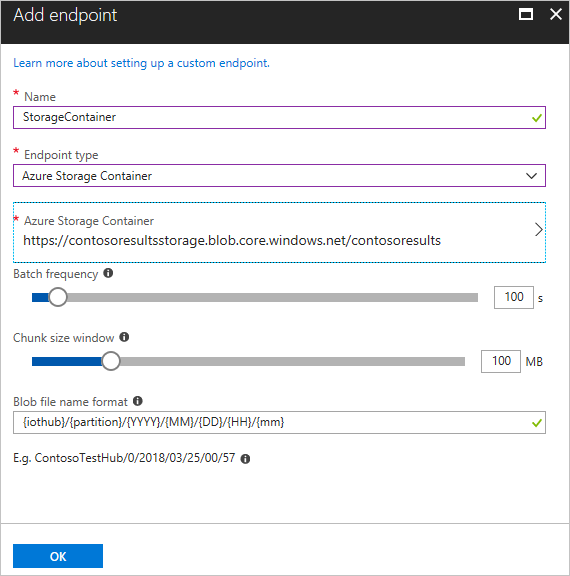 Add endpoint
Learn more about setting up a custom endpoint.
* Name
StorageContainer
* Endpoint type
Azure Storage Container
* Azure Storage Container
https://contosoresultsstorage.blob.core.windows.net/contosoresults
Batch frequency
100 s
Chunk size window
100 MB
Blob file name format
{iothub}/{partition}/{YYYY}/{MM}/{DD}/{HH}/{mm}
E.g. ContosoTestHub/0/2018/03/25/00/57
OK